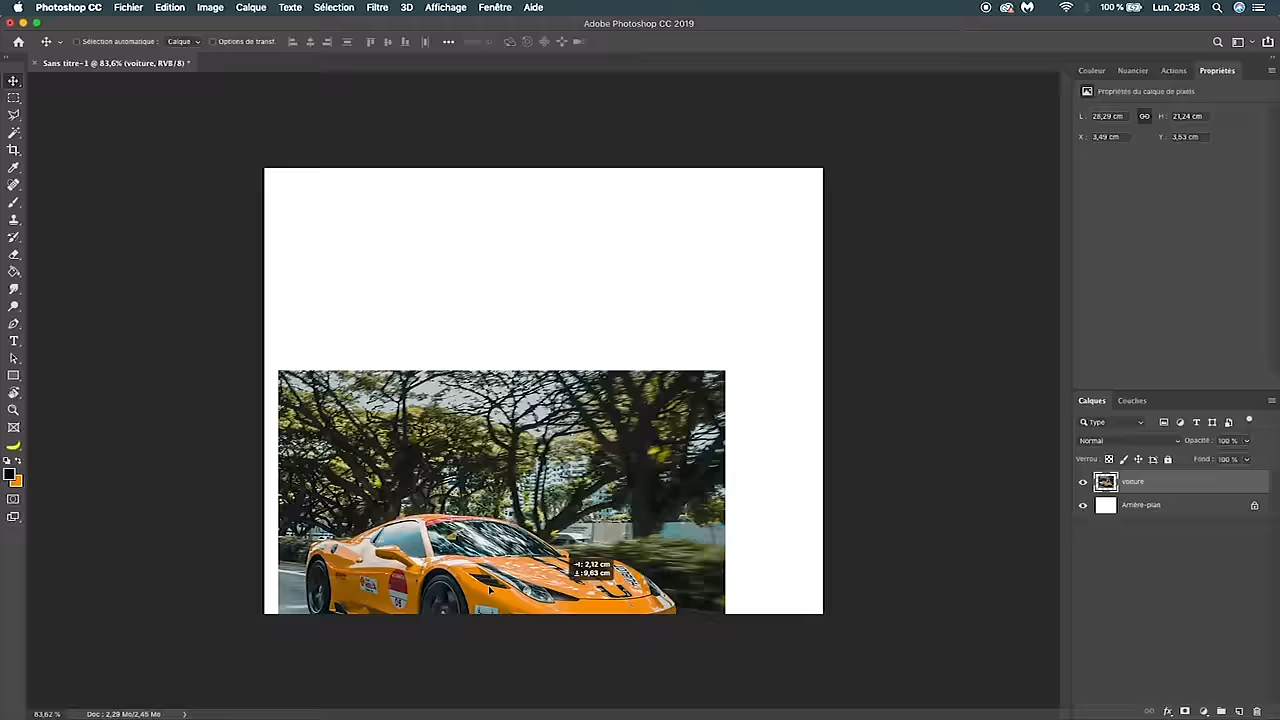 Photoshop CC Fichier Edition Image Calque Texte Sélection Filtre 3D Affichage Fenêtre Aide 100 % Lun. 20:38
Adobe Photoshop CC 2019
Sélection automatique : Calque Options de transf.
Sans titre-1 @ 83,6% (voiture, RVB/8) *
Couleur Nuancier Actions Propriétés
Propriétés du calque de pixels
L : 28,29 cm H : 21,24 cm
X : 3,49 cm Y : 3,53 cm
Calques Couches
Type
Normal Opacité : 100 %
Verrou : Fond : 100 %
voiture
Arrière-plan
: 2,12 cm
: 9,63 cm
83,62 % Doc : 2,29 Mo/2,45 Mo